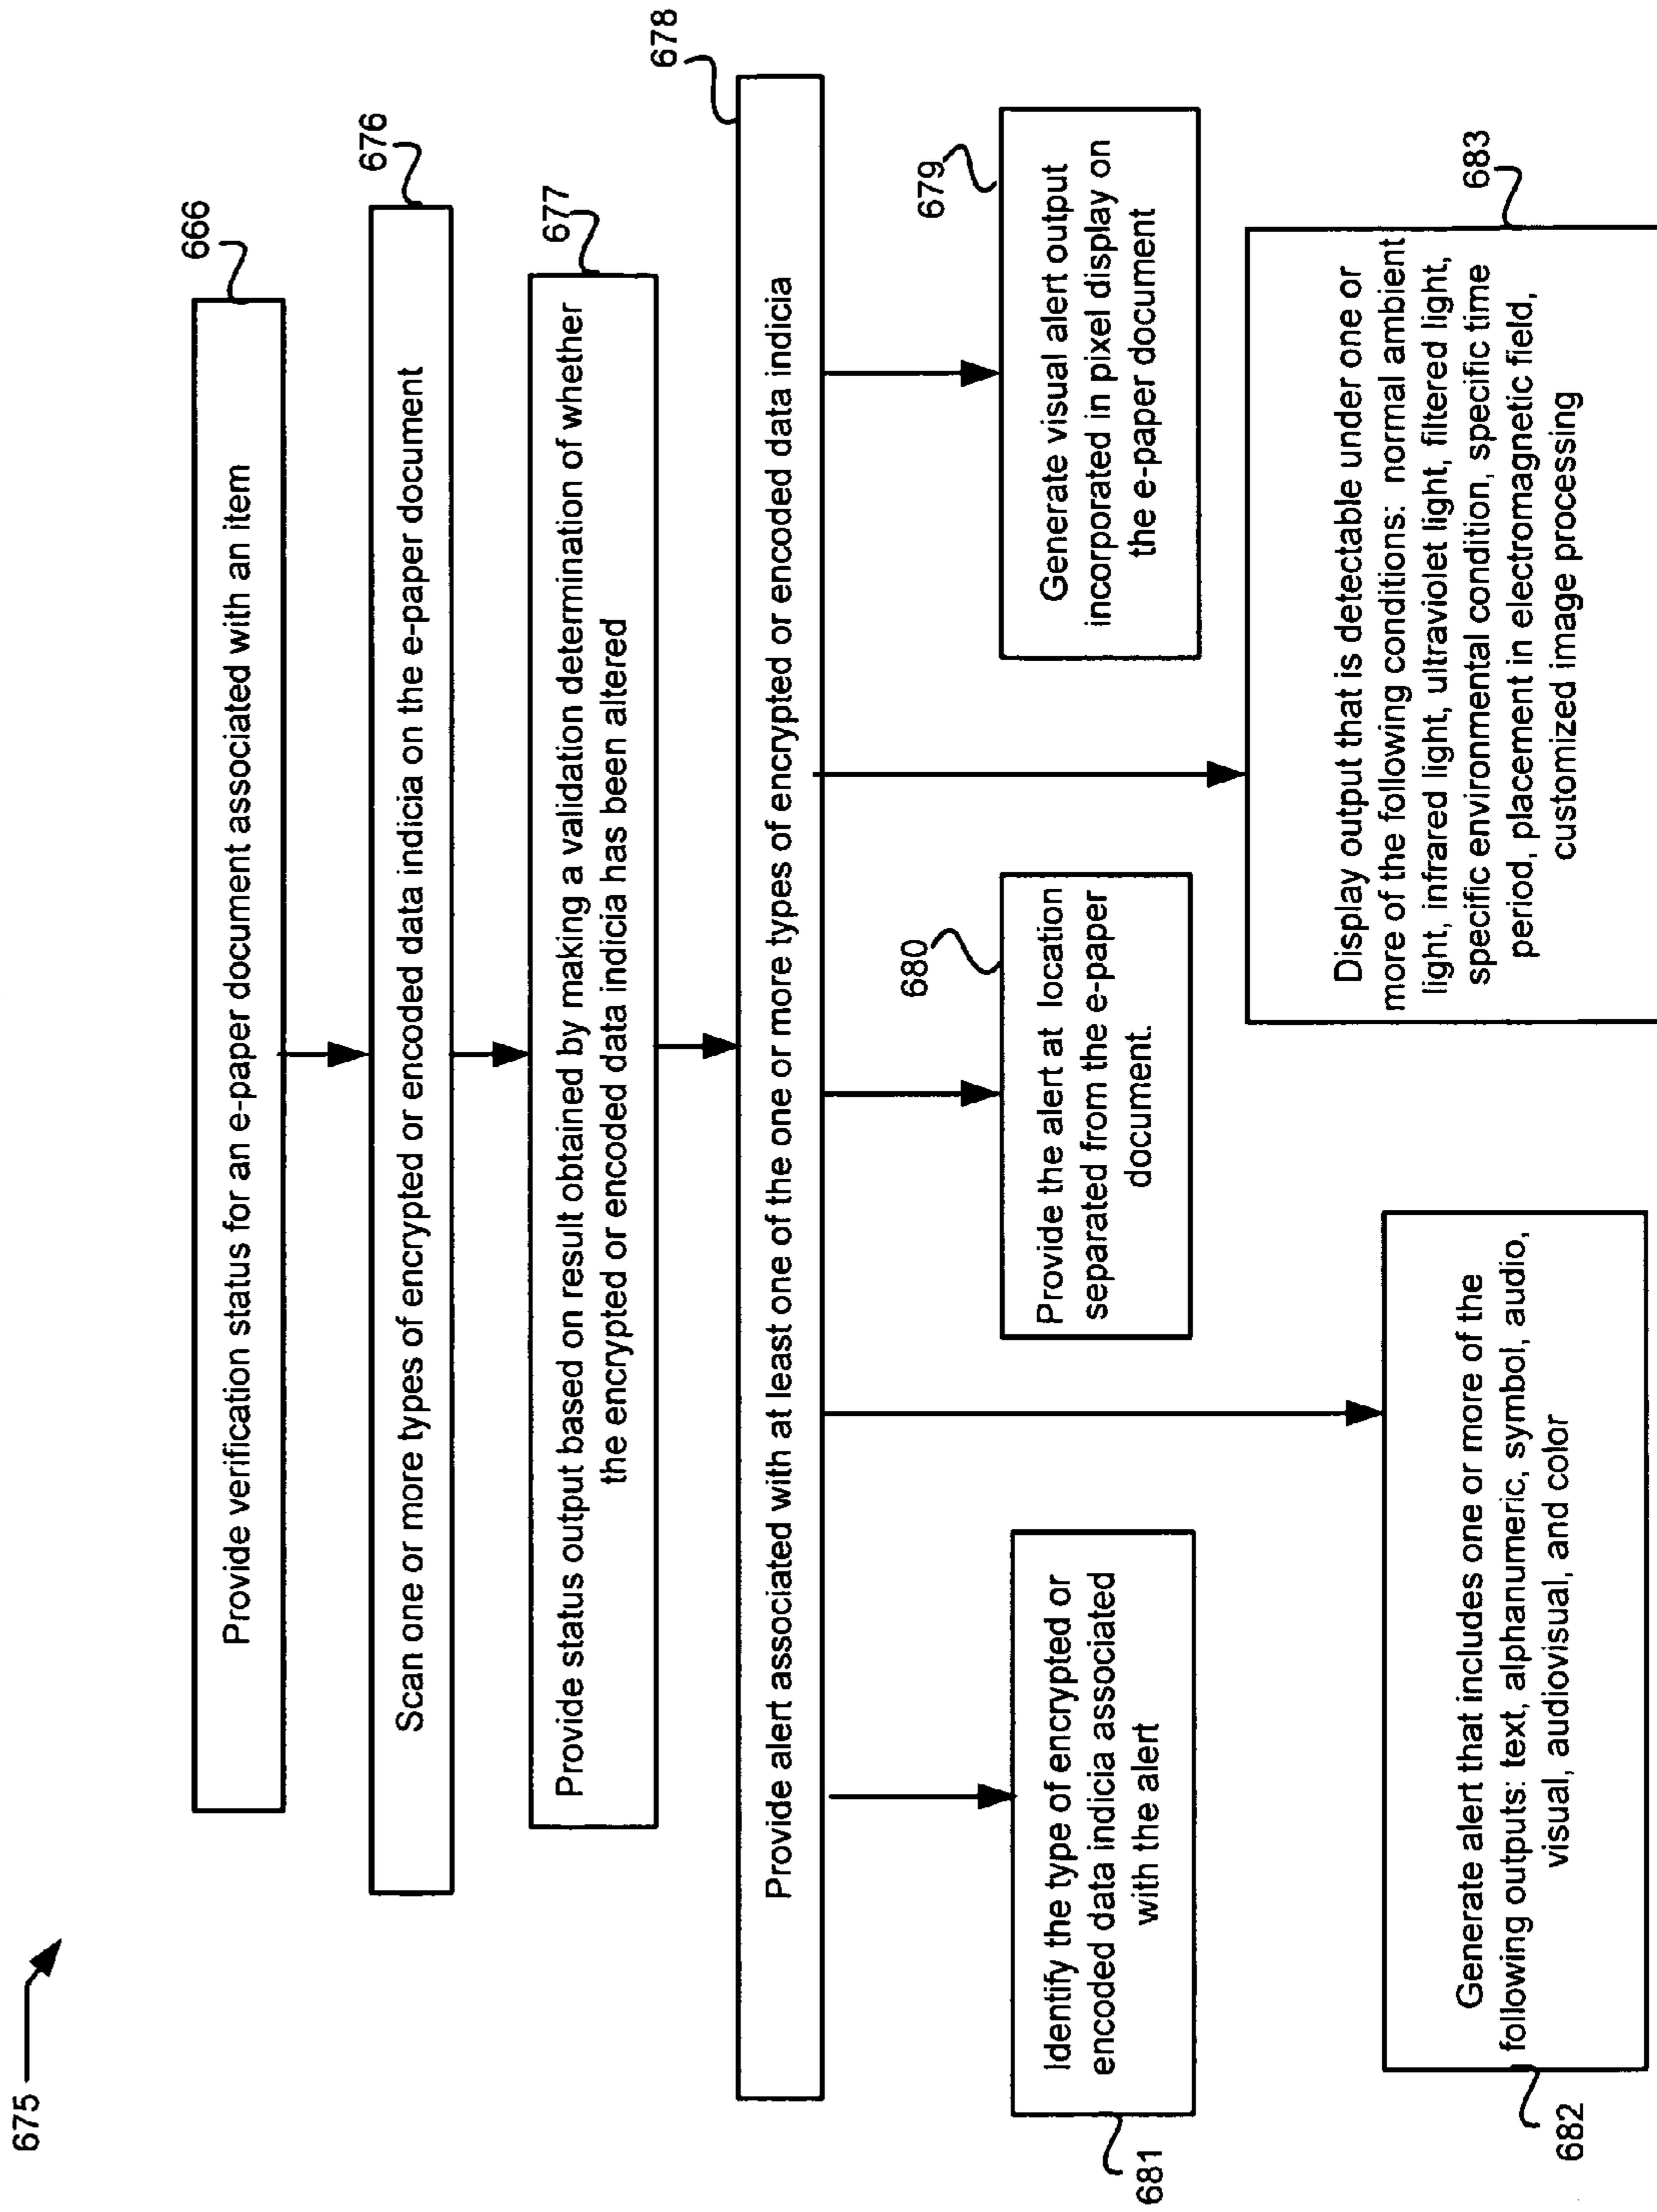 675
666
Provide verification status for an e-paper document associated with an item
676
Scan one or more types of encrypted or encoded data indicia on the e-paper document
677
Provide status output based on result obtained by making a validation determination of whether
the encrypted or encoded data indicia has been altered
678
Provide alert associated with at least one of the one or more types of encrypted or encoded data indicia
681
Identify the type of encrypted or
encoded data indicia associated
with the alert
680
Provide the alert at location
separated from the e-paper
document.
679
Generate visual alert output
incorporated in pixel display on
the e-paper document
682
Generate alert that includes one or more of the
following outputs: text, alphanumeric, symbol, audio,
visual, audiovisual, and color
683
Display output that is detectable under one or
more of the following conditions: normal ambient
light, infrared light, ultraviolet light, filtered light,
specific environmental condition, specific time
period, placement in electromagnetic field,
customized image processing